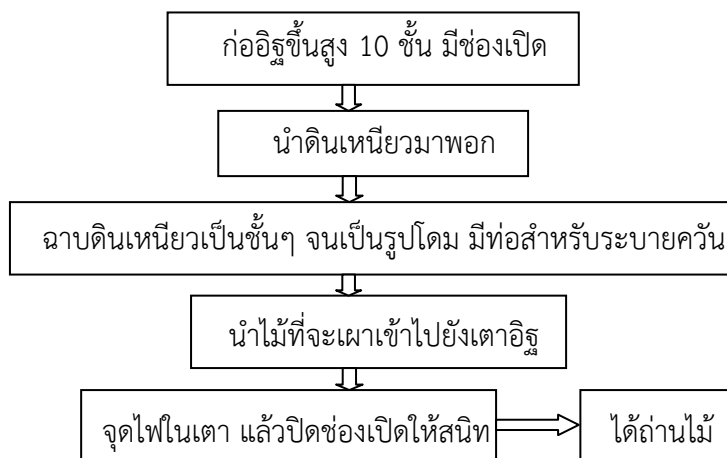 ก่ออิฐขึ้นสูง 10 ชั้น มีช่องเปิด
นำดินเหนียวมาพอก
ฉาบดินเหนียวเป็นชั้นๆ จนเป็นรูปโดม มีท่อสำหรับระบายควัน
นำไม้ที่จะเผาเข้าไปยังเตาอิฐ
จุดไฟในเตา แล้วปิดช่องเปิดให้สนิท
ได้ถ่านไม้